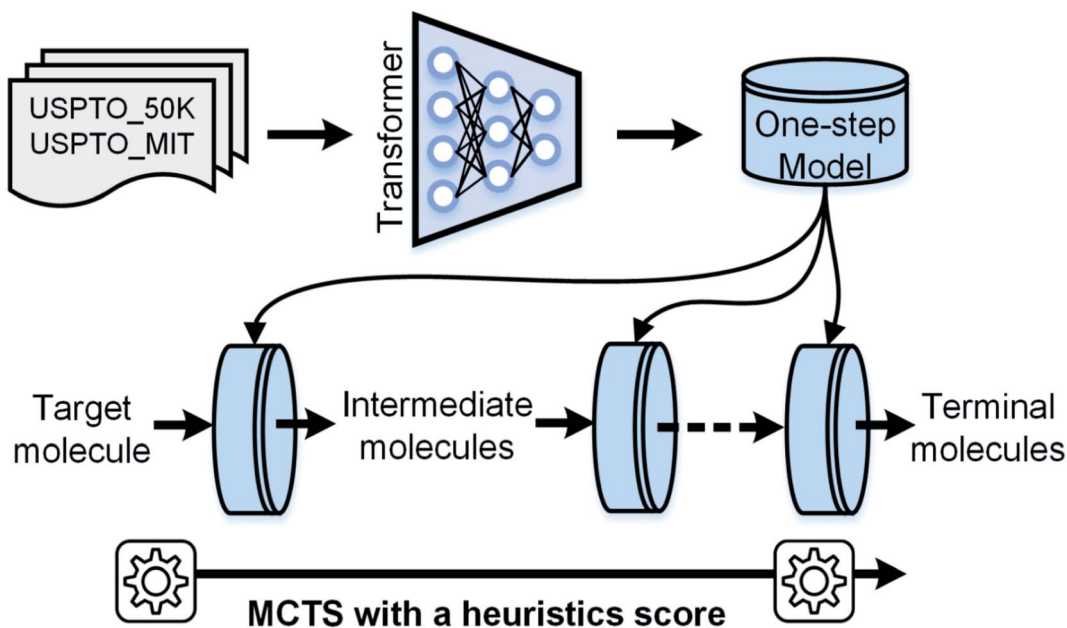 USPTO_50K
USPTO_MIT
Transformer
One-step
Model
Target
molecule
Intermediate
molecules
Terminal
molecules
MCTS with a heuristics score